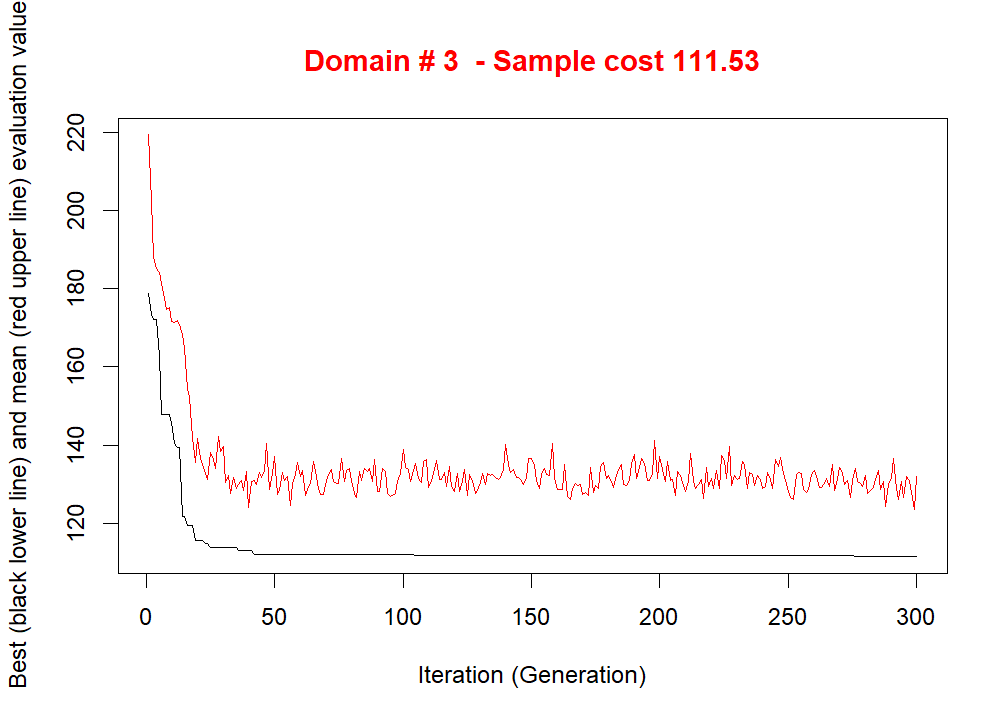 Domain # 3  - Sample cost 111.53
Best (black lower line) and mean (red upper line) evaluation value
220
200
180
160
140
120
0 50 100 150 200 250 300
Iteration (Generation)